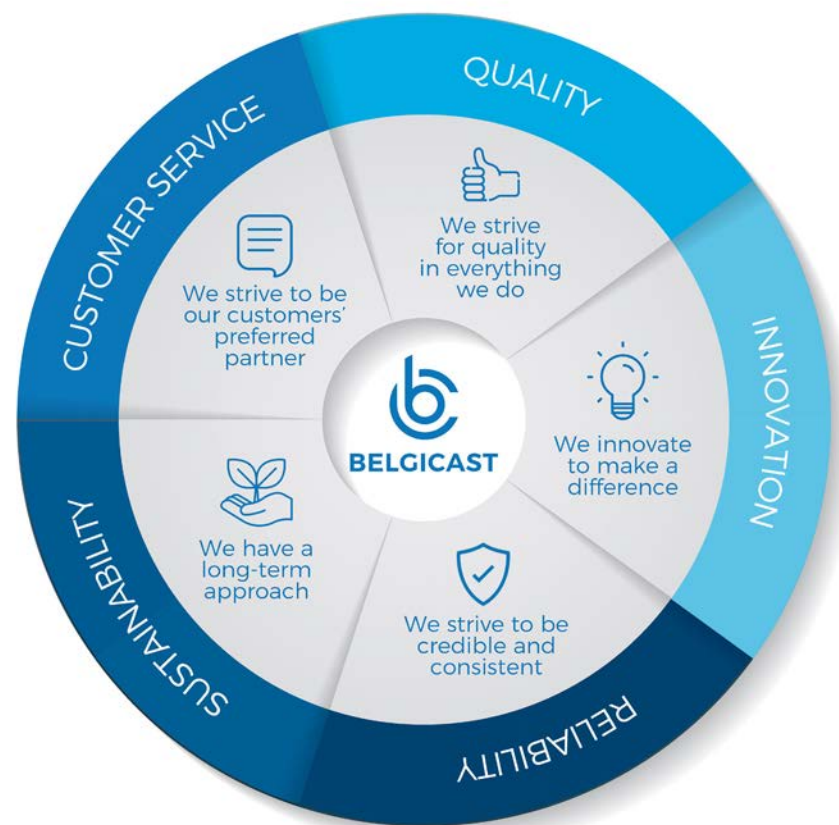 QUALITY
We strive
for quality
in everything
we do
INNOVATION
We innovate
to make a
difference
RELIABILITY
We strive to be
credible and
consistent
SUSTAINABILITY
We have a
long-term
approach
CUSTOMER SERVICE
We strive to be
our customers’
preferred
partner
BELGICAST